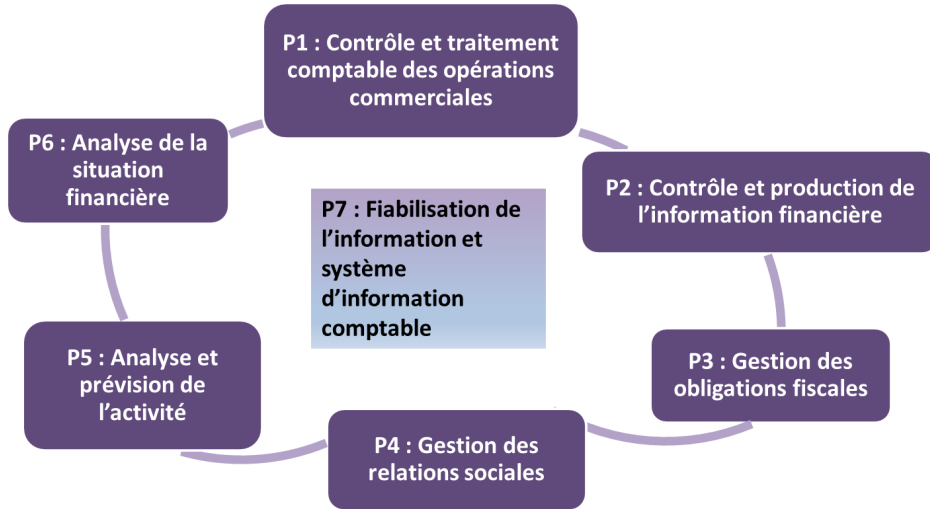 P1 : Contrôle et traitement
comptable des opérations
commerciales
P2 : Contrôle et production de
l’information financière
P3 : Gestion des
obligations fiscales
P4 : Gestion des
relations sociales
P5 : Analyse et
prévision de
l’activité
P6 : Analyse de la
situation
financière
P7 : Fiabilisation de
l’information et
système
d’information
comptable